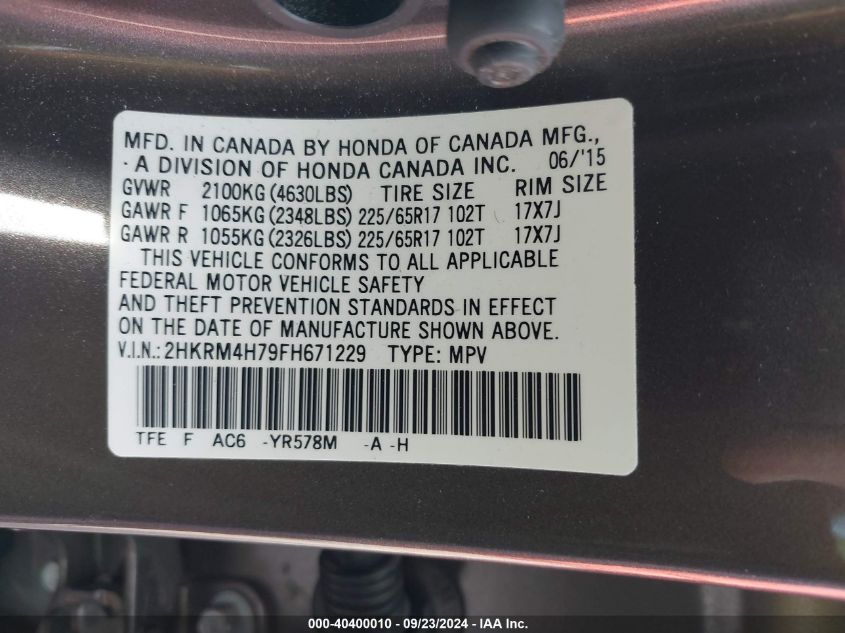 MFD. IN CANADA BY HONDA OF CANADA MFG.,
A DIVISION OF HONDA CANADA INC. 06/'15
GVWR 2100KG (4630LBS) TIRE SIZE RIM SIZE
GAWR F 1065KG (2348LBS) 225/65R17 102T 17X7J
GAWR R 1055KG (2326LBS) 225/65R17 102T 17X7J
THIS VEHICLE CONFORMS TO ALL APPLICABLE
FEDERAL MOTOR VEHICLE SAFETY
AND THEFT PREVENTION STANDARDS IN EFFECT
ON THE DATE OF MANUFACTURE SHOWN ABOVE.
V.I.N.: 2HKRM4H79FH671229 TYPE: MPV
TFE F AC6 -YR578M -A -H
000-40400010 / 09/23/2024 - IAA Inc.